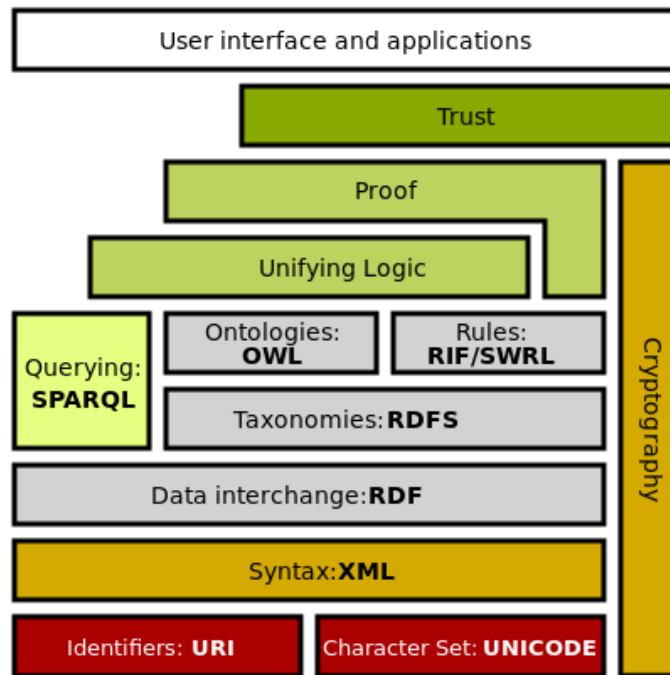 User interface and applications
Trust
Proof
Unifying Logic
Ontologies:
OWL
Rules:
RIF/SWRL
Querying:
SPARQL
Taxonomies: RDFS
Data interchange: RDF
Syntax: XML
Identifiers: URI
Character Set: UNICODE
Cryptography